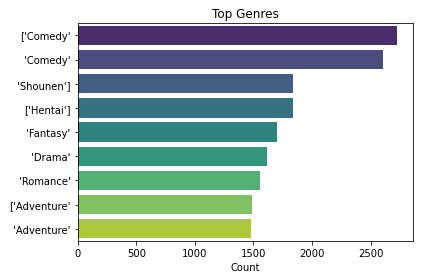 Top Genres
['Comedy'
'Comedy'
'Shounen']
['Hentai']
'Fantasy'
'Drama'
'Romance'
['Adventure'
'Adventure'
0 500 1000 1500 2000 2500
Count